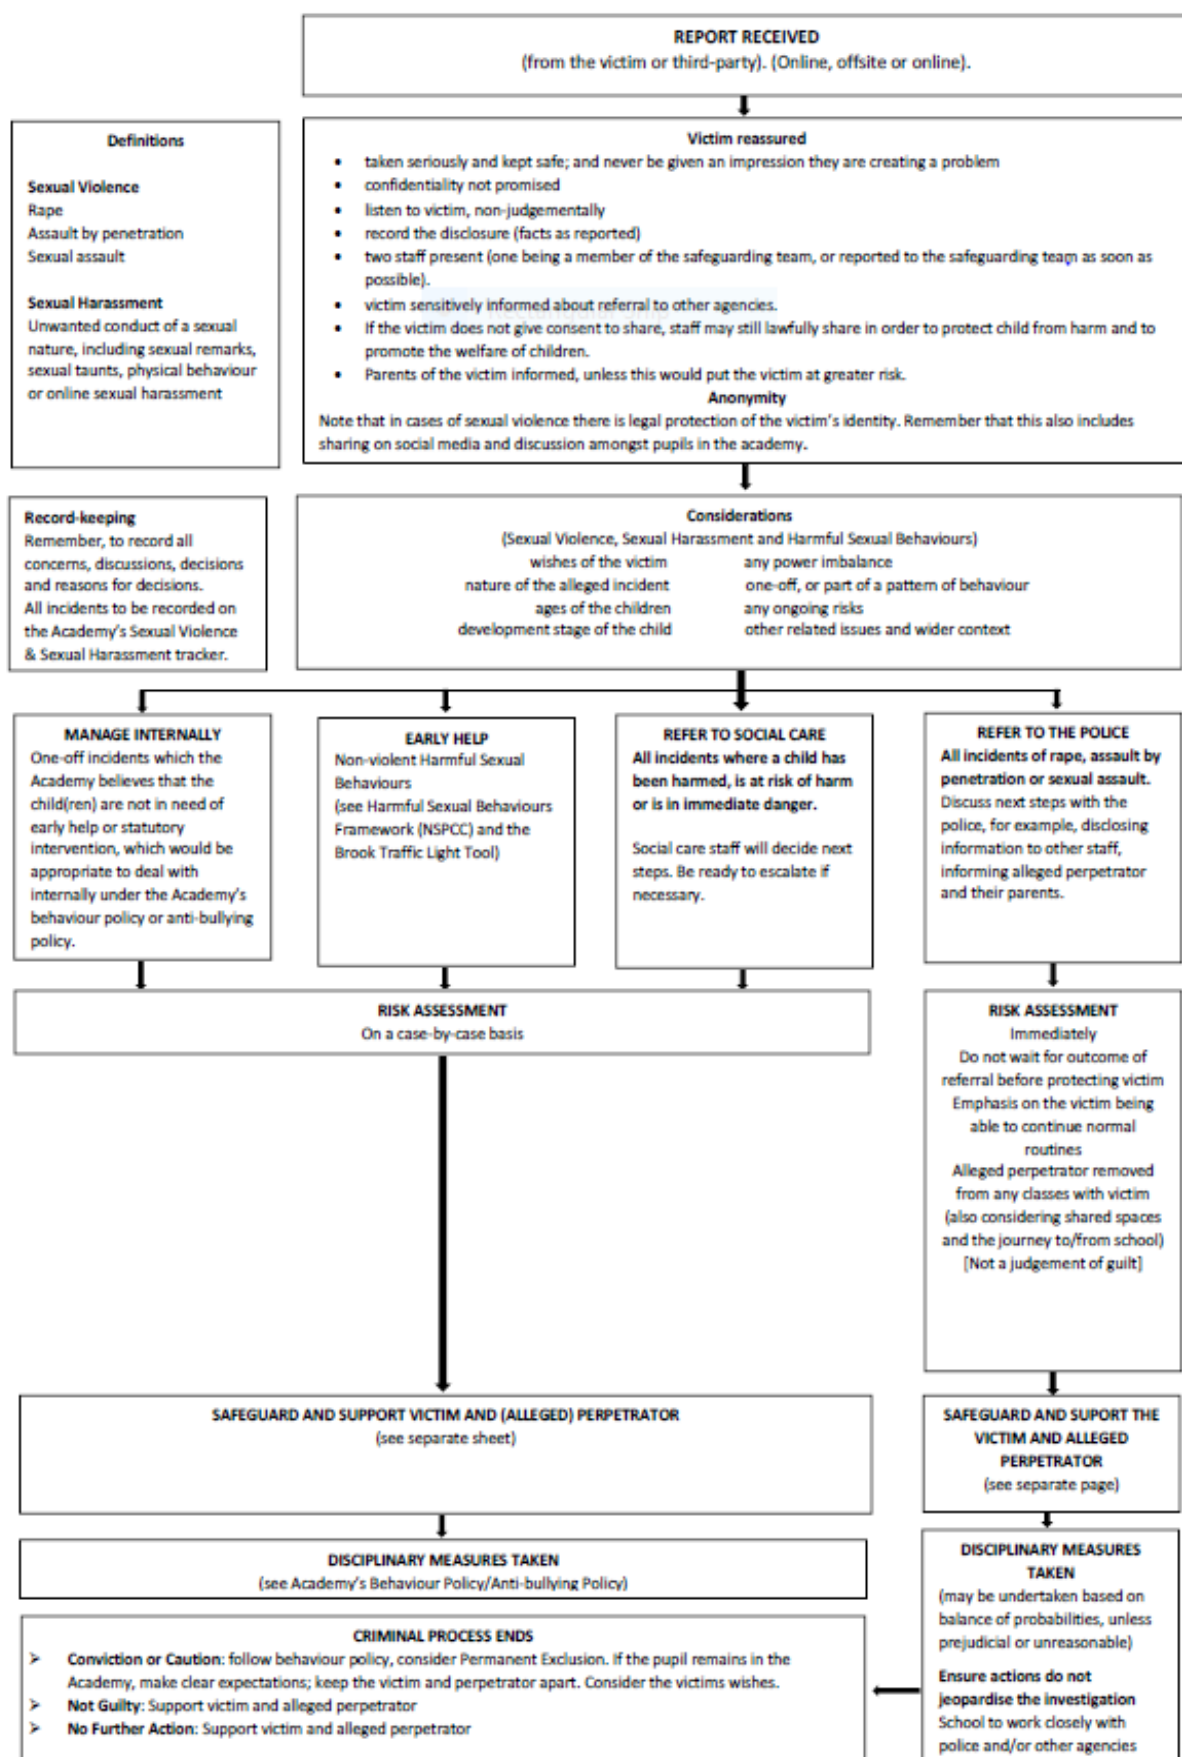 REPORT RECEIVED
(from the victim or third-party). (Online, offsite or online).
Definitions
Sexual Violence
Rape
Assault by penetration
Sexual assault
Sexual Harassment
Unwanted conduct of a sexual
nature, including sexual remarks,
sexual taunts, physical behaviour
or online sexual harassment
Victim reassured
• taken seriously and kept safe; and never be given an impression they are creating a problem
• confidentiality not promised
• listen to victim, non-judgementally
• record the disclosure (facts as reported)
• two staff present (one being a member of the safeguarding team, or reported to the safeguarding team as soon as
possible).
• victim sensitively informed about referral to other agencies.
• If the victim does not give consent to share, staff may still lawfully share in order to protect child from harm and to
promote the welfare of children.
• Parents of the victim informed, unless this would put the victim at greater risk.
Anonymity
Note that in cases of sexual violence there is legal protection of the victim's identity. Remember that this also includes
sharing on social media and discussion amongst pupils in the academy.
Record-keeping
Remember, to record all
concerns, discussions, decisions
and reasons for decisions.
All incidents to be recorded on
the Academy's Sexual Violence
& Sexual Harassment tracker.
Considerations
(Sexual Violence, Sexual Harassment and Harmful Sexual Behaviours)
wishes of the victim any power imbalance
nature of the alleged incident one-off, or part of a pattern of behaviour
ages of the children any ongoing risks
development stage of the child other related issues and wider context
MANAGE INTERNALLY
One-off incidents which the
Academy believes that the
child(ren) are not in need of
early help or statutory
intervention, which would be
appropriate to deal with
internally under the Academy's
behaviour policy or anti-bullying
policy.
EARLY HELP
Non-violent Harmful Sexual
Behaviours
(see Harmful Sexual Behaviours
Framework (NSPCC) and the
Brook Traffic Light Tool)
REFER TO SOCIAL CARE
All incidents where a child has
been harmed, is at risk of harm
or is in immediate danger.
Social care staff will decide next
steps. Be ready to escalate if
necessary.
REFER TO THE POLICE
All incidents of rape, assault by
penetration or sexual assault.
Discuss next steps with the
police, for example, disclosing
information to other staff,
informing alleged perpetrator
and their parents.
RISK ASSESSMENT
On a case-by-case basis
RISK ASSESSMENT
Immediately
Do not wait for outcome of
referral before protecting victim
Emphasis on the victim being
able to continue normal
routines
Alleged perpetrator removed
from any classes with victim
(also considering shared spaces
and the journey to/from school)
[Not a judgement of guilt]
SAFEGUARD AND SUPPORT VICTIM AND (ALLEGED) PERPETRATOR
(see separate sheet)
SAFEGUARD AND SUPORT THE
VICTIM AND ALLEGED
PERPETRATOR
(see separate page)
DISCIPLINARY MEASURES TAKEN
(see Academy's Behaviour Policy/Anti-bullying Policy)
DISCIPLINARY MEASURES
TAKEN
(may be undertaken based on
balance of probabilities, unless
prejudicial or unreasonable)
Ensure actions do not
jeopardise the investigation
School to work closely with
police and/or other agencies
CRIMINAL PROCESS ENDS
➢ Conviction or Caution: follow behaviour policy, consider Permanent Exclusion. If the pupil remains in the
Academy, make clear expectations; keep the victim and perpetrator apart. Consider the victims wishes.
➢ Not Guilty: Support victim and alleged perpetrator
➢ No Further Action: Support victim and alleged perpetrator